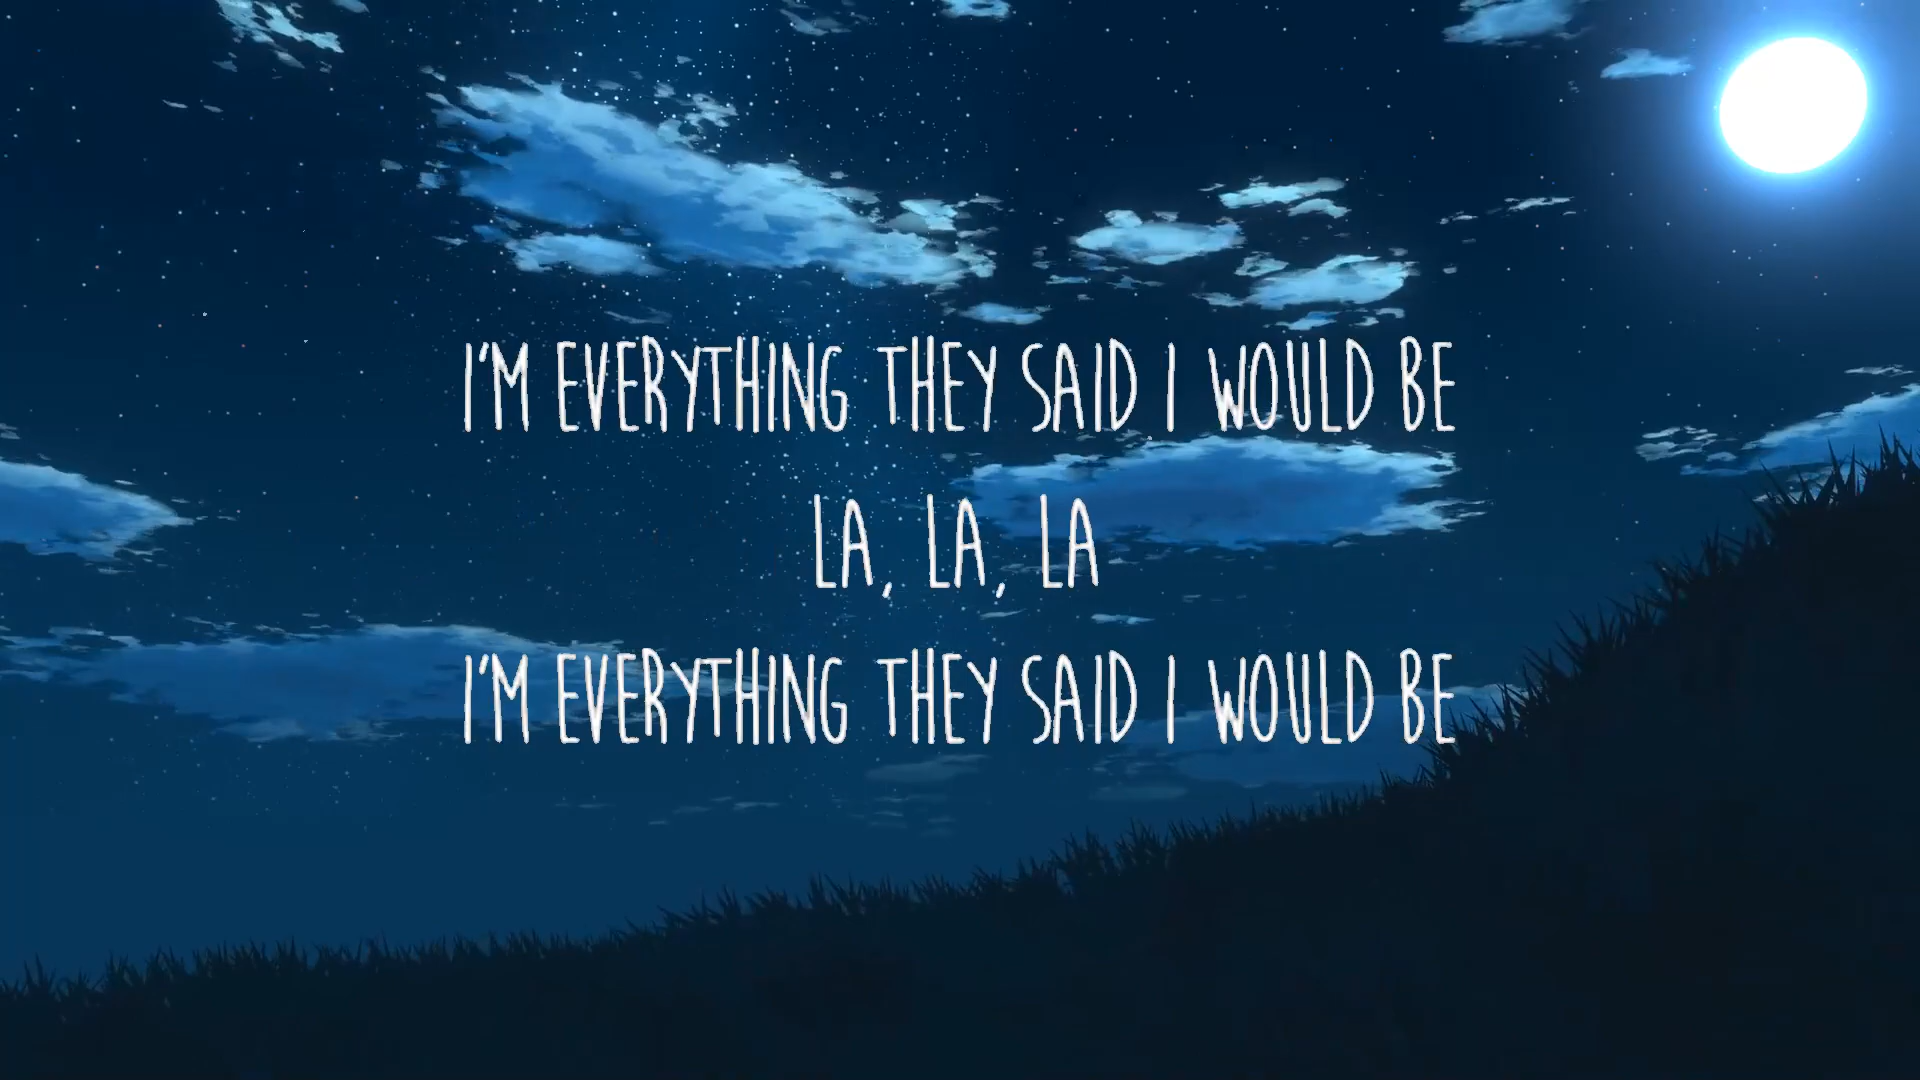 I'M EVERYTHING THEY SAID I WOULD BE
LA, LA, LA
I'M EVERYTHING THEY SAID I WOULD BE